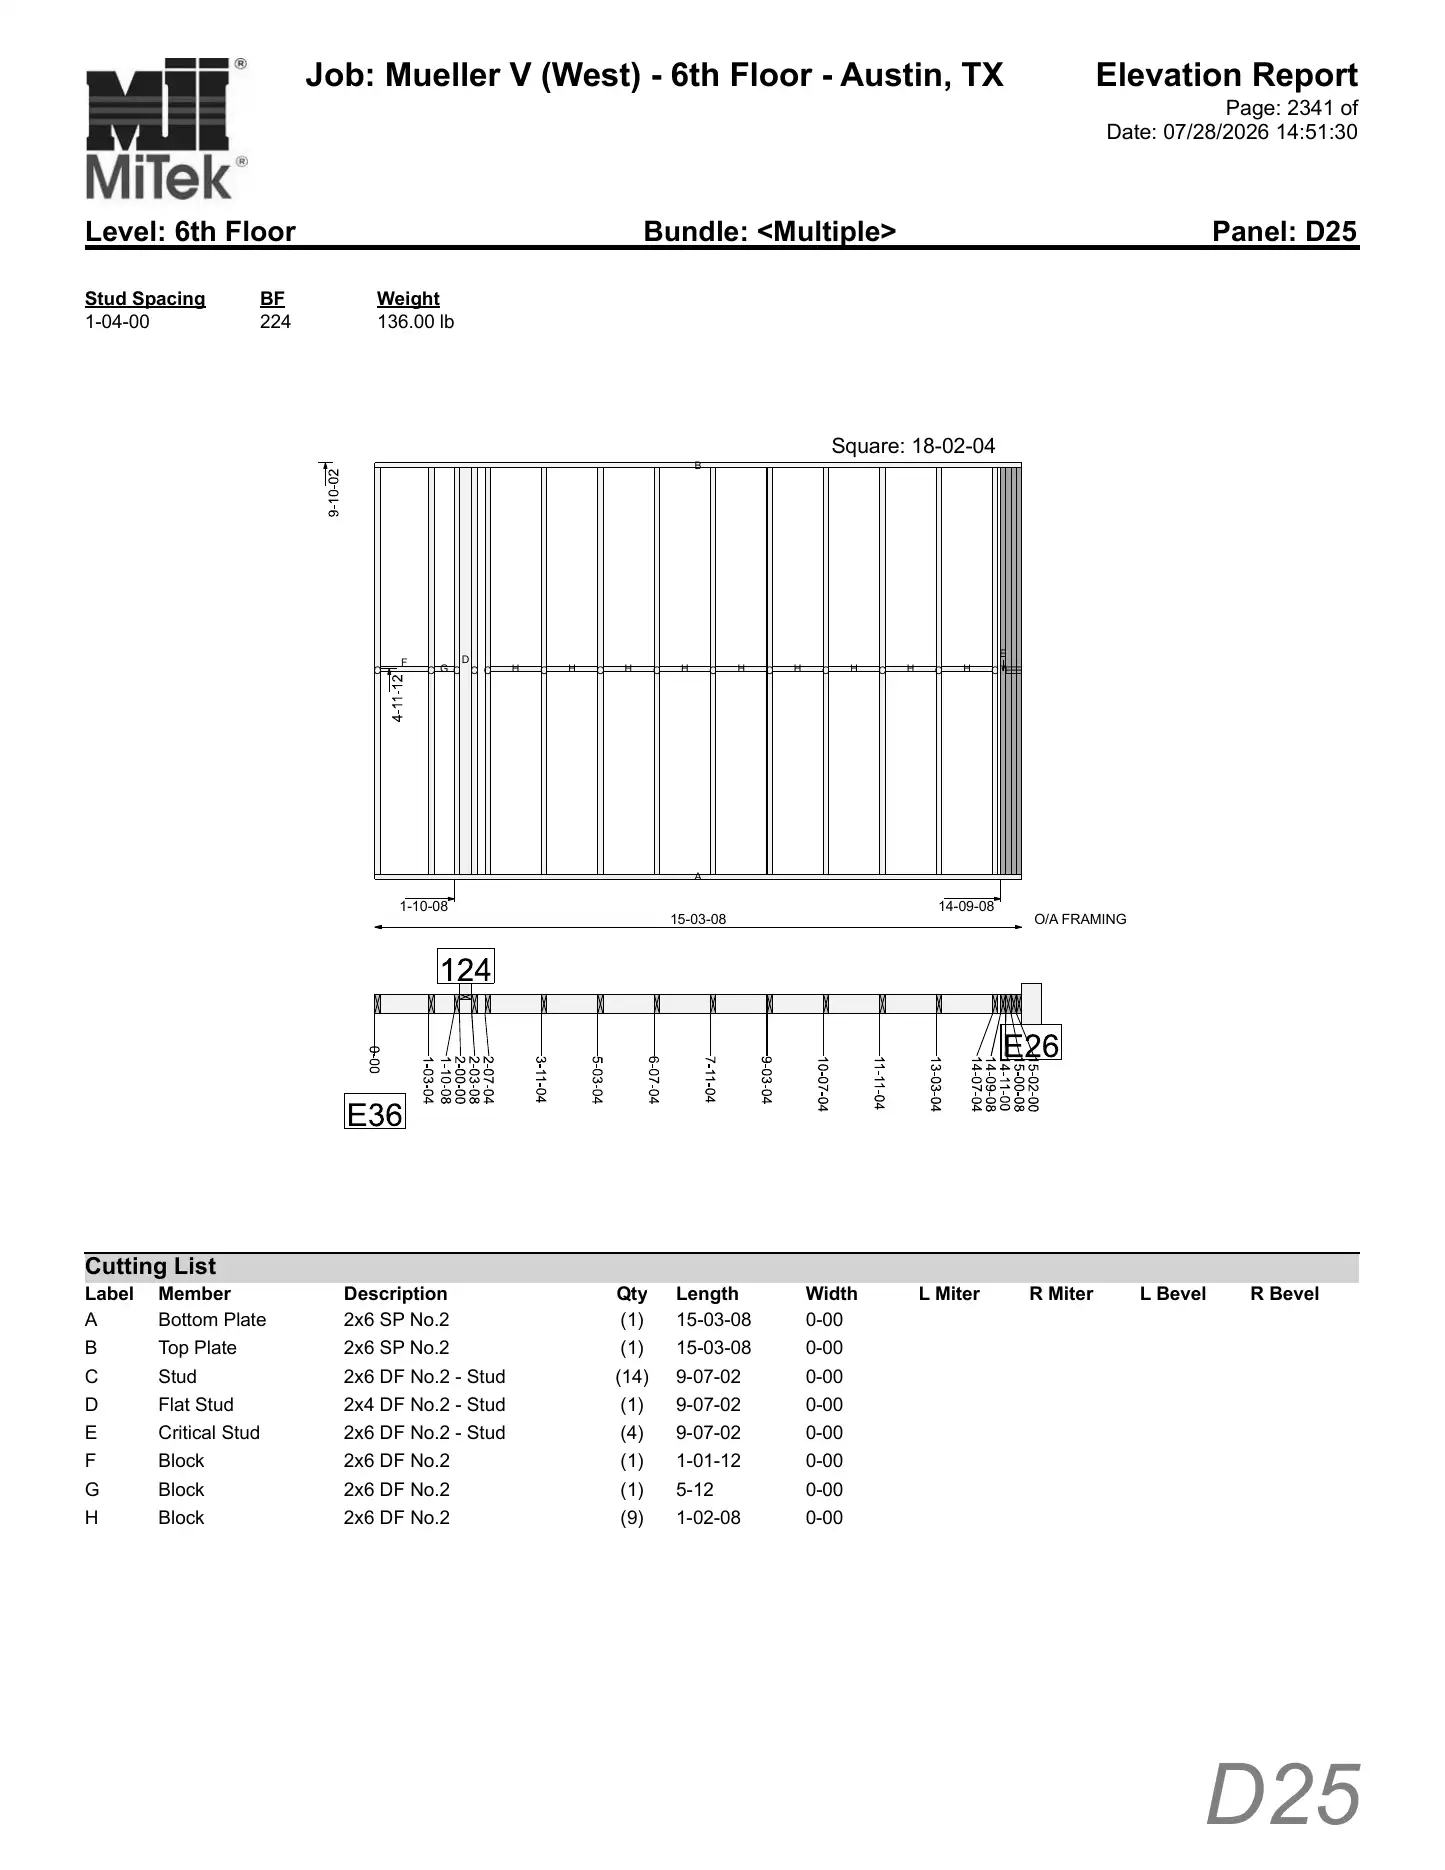 Job: Mueller V (West) - 6th Floor - Austin, TX
Elevation Report
Page: 2341 of
Date: 07/28/2026 14:51:30
MiTek®
Level: 6th Floor
Bundle: <Multiple>
Panel: D25
Stud Spacing BF Weight
1-04-00 224 136.00 lb
Square: 18-02-04
B
9-10-02
F
G
D
H H H H H H H H H
E
4-11-12
A
1-10-08
14-09-08
15-03-08
O/A FRAMING
124
E26
0-00
1-03-04
1-10-08
2-00-00
2-03-08
2-07-04
3-11-04
5-03-04
6-07-04
7-11-04
9-03-04
10-07-04
11-11-04
13-03-04
14-07-04
14-09-08
14-11-00
15-00-08
15-02-00
E36
Cutting List
Label Member Description Qty Length Width L Miter R Miter L Bevel R Bevel
A Bottom Plate 2x6 SP No.2 (1) 15-03-08 0-00
B Top Plate 2x6 SP No.2 (1) 15-03-08 0-00
C Stud 2x6 DF No.2 - Stud (14) 9-07-02 0-00
D Flat Stud 2x4 DF No.2 - Stud (1) 9-07-02 0-00
E Critical Stud 2x6 DF No.2 - Stud (4) 9-07-02 0-00
F Block 2x6 DF No.2 (1) 1-01-12 0-00
G Block 2x6 DF No.2 (1) 5-12 0-00
H Block 2x6 DF No.2 (9) 1-02-08 0-00
D25